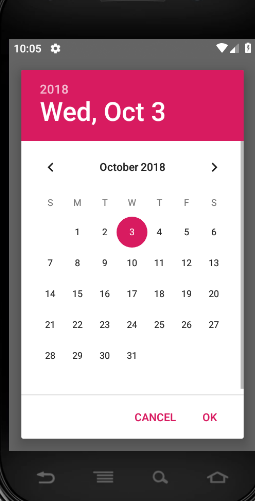 10:05
2018
Wed, Oct 3
October 2018
S M T W T F S
1 2 3 4 5 6
7 8 9 10 11 12 13
14 15 16 17 18 19 20
21 22 23 24 25 26 27
28 29 30 31
CANCEL OK